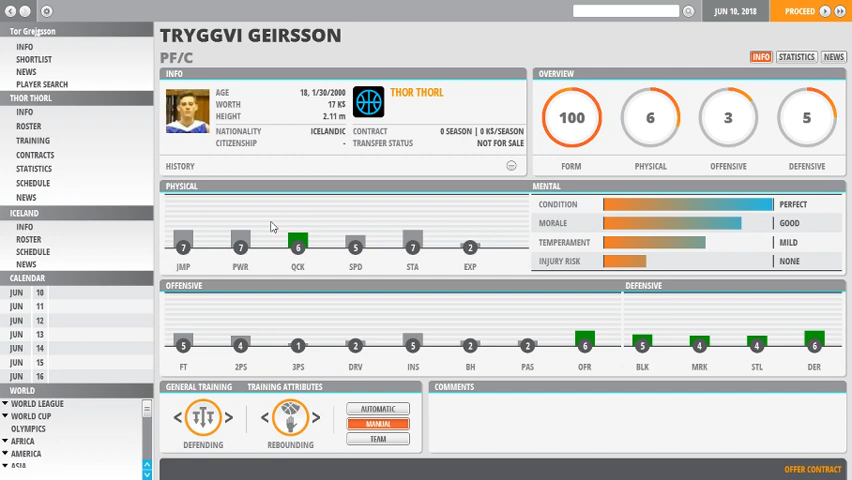 JUN 10, 2018
PROCEED
Tor Grejgsson
INFO
SHORTLIST
NEWS
PLAYER SEARCH
THOR THORL
INFO
ROSTER
TRAINING
CONTRACTS
STATISTICS
SCHEDULE
NEWS
ICELAND
INFO
ROSTER
SCHEDULE
NEWS
CALENDAR
JUN 10
JUN 11
JUN 12
JUN 13
JUN 14
JUN 15
JUN 16
WORLD
WORLD LEAGUE
WORLD CUP
OLYMPICS
AFRICA
AMERICA
ASIA
TRYGGVI GEIRSSON
PF/C
INFO STATISTICS NEWS
INFO
AGE 18, 1/30/2000
WORTH 17 K$
HEIGHT 2.11 m
NATIONALITY ICELANDIC
CITIZENSHIP -
THOR THORL
CONTRACT 0 SEASON | 0 K$/SEASON
TRANSFER STATUS NOT FOR SALE
HISTORY
OVERVIEW
100 6 3 5
FORM PHYSICAL OFFENSIVE DEFENSIVE
PHYSICAL
7 7 6 5 7 2
JMP PWR QCK SPD STA EXP
MENTAL
CONDITION PERFECT
MORALE GOOD
TEMPERAMENT MILD
INJURY RISK NONE
OFFENSIVE
5 4 1 2 5 2 2 6
FT 2PS 3PS DRV INS BH PAS OFR
DEFENSIVE
5 4 4 6
BLK MRK STL DER
GENERAL TRAINING TRAINING ATTRIBUTES
< > < >
DEFENDING REBOUNDING
AUTOMATIC
MANUAL
TEAM
COMMENTS
OFFER CONTRACT